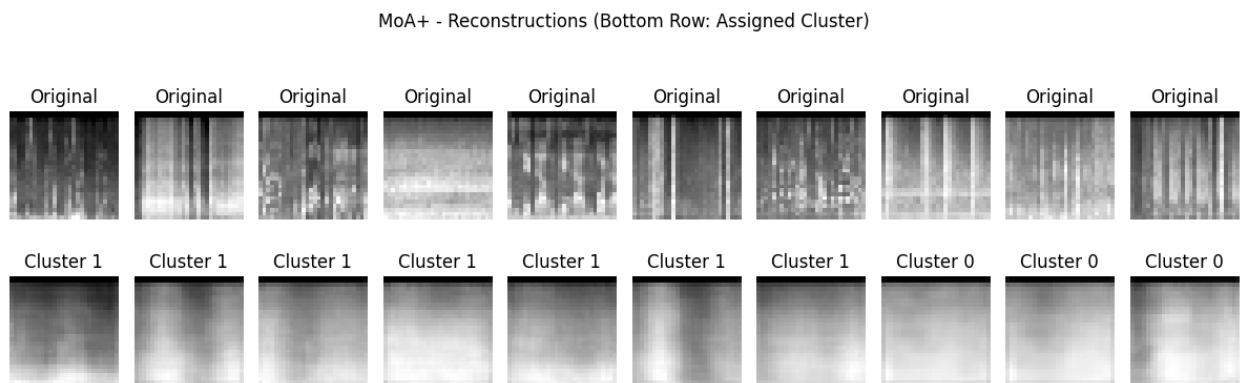 MoA+ - Reconstructions (Bottom Row: Assigned Cluster)
Original Original Original Original Original Original Original Original Original Original
Cluster 1 Cluster 1 Cluster 1 Cluster 1 Cluster 1 Cluster 1 Cluster 1 Cluster 0 Cluster 0 Cluster 0